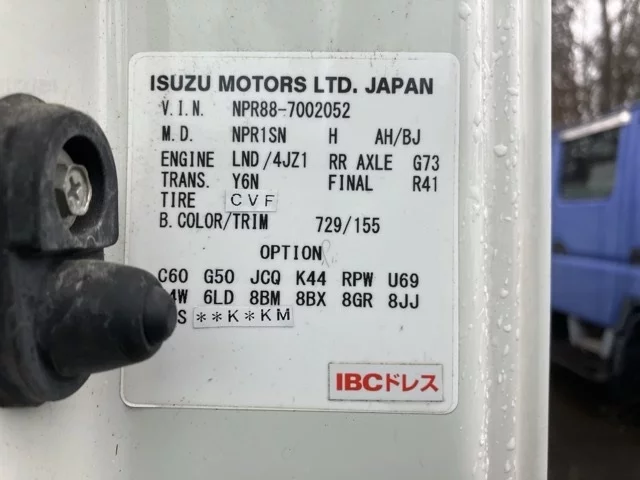 ISUZU MOTORS LTD. JAPAN
V.I.N. NPR88-7002052
M.D. NPR1SN H AH/BJ
ENGINE LND/4JZ1 RR AXLE G73
TRANS. Y6N FINAL R41
TIRE CVF
B.COLOR/TRIM 729/155
OPTION
C60 G50 JCQ K44 RPW U69
6LD 8BM 8BX 8GR 8JJ
**K*KM
IBCドレス